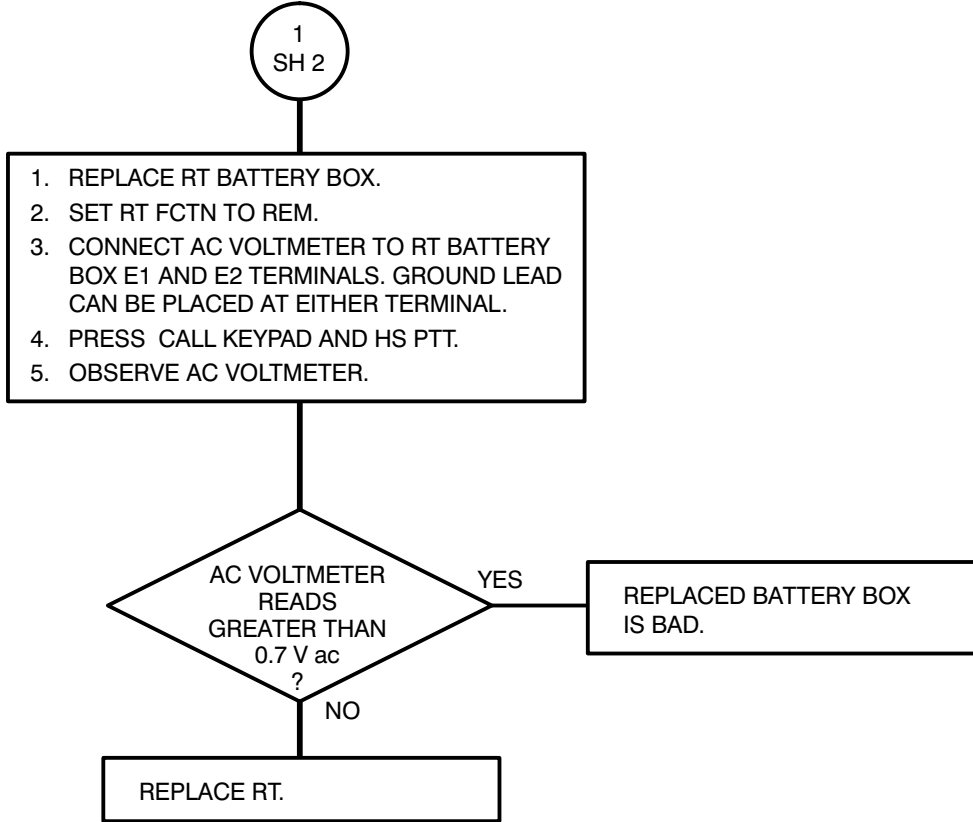 1
SH 2
1. REPLACE RT BATTERY BOX.
2. SET RT FCTN TO REM.
3. CONNECT AC VOLTMETER TO RT BATTERY
BOX E1 AND E2 TERMINALS. GROUND LEAD
CAN BE PLACED AT EITHER TERMINAL.
4. PRESS CALL KEYPAD AND HS PTT.
5. OBSERVE AC VOLTMETER.
AC VOLTMETER
READS
GREATER THAN
0.7 V ac
?
YES
REPLACED BATTERY BOX
IS BAD.
NO
REPLACE RT.